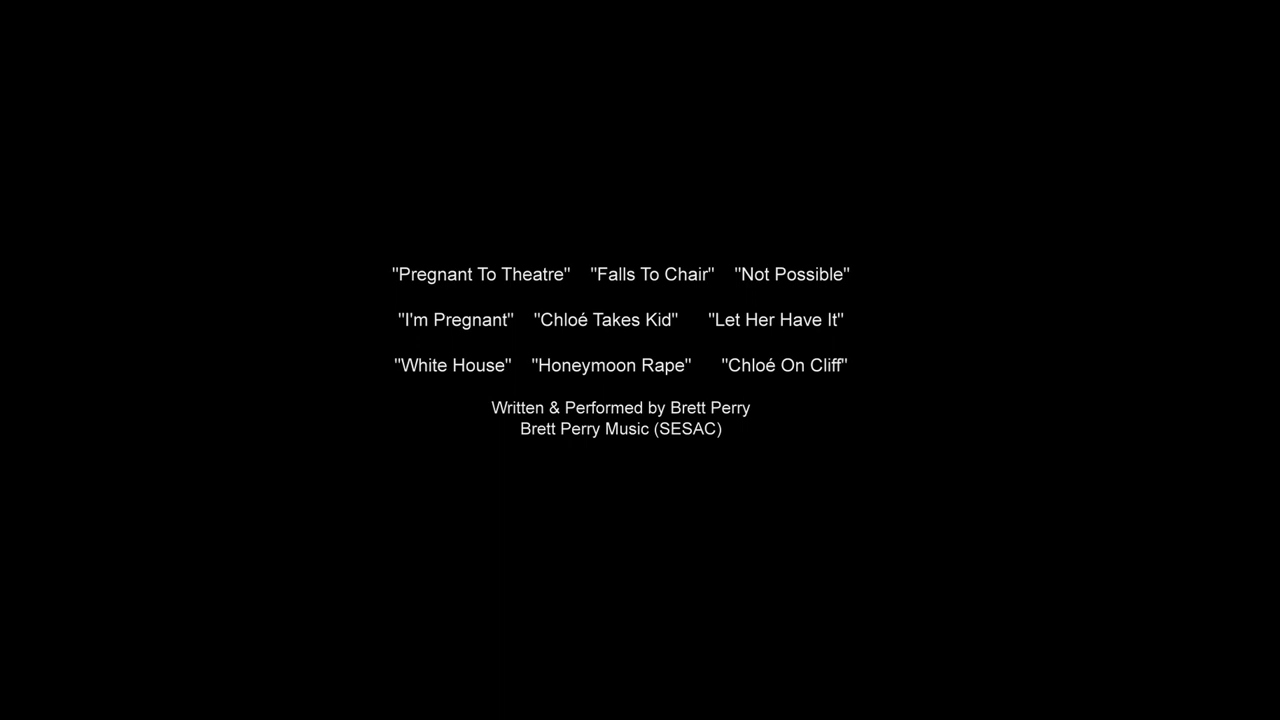 "Pregnant To Theatre" "Falls To Chair" "Not Possible"
"I'm Pregnant" "Chloé Takes Kid" "Let Her Have It"
"White House" "Honeymoon Rape" "Chloé On Cliff"
Written & Performed by Brett Perry
Brett Perry Music (SESAC)